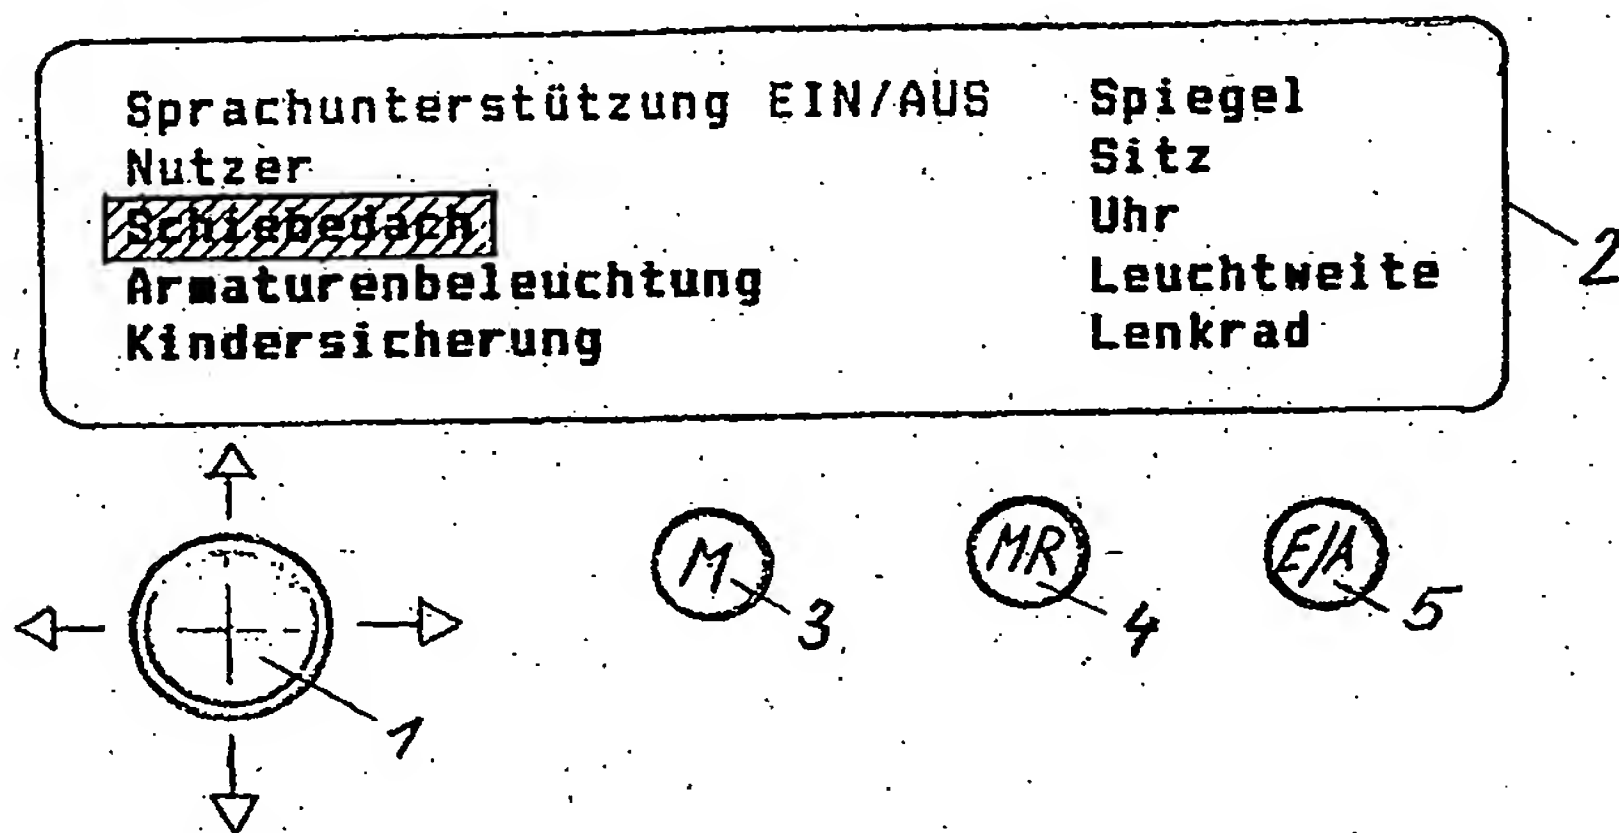 Sprachunterstützung EIN/AUS Spiegel
Nutzer Sitz
Schiebedach Uhr
Armaturenbeleuchtung Leuchtweite
Kindersicherung Lenkrad
2
M MR E/A
3 4 5
1